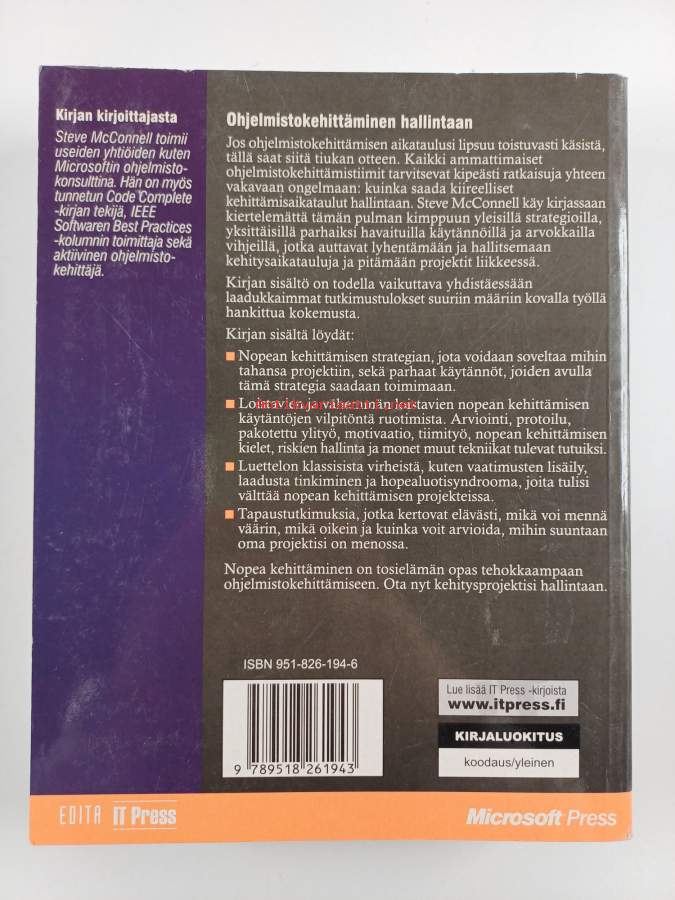 Kirjan kirjoittajasta
Steve McConnell toimii
useiden yhtiöiden kuten
Microsoftin ohjelmisto-
konsulttina. Hän on myös
tunnetun Code Complete
-kirjan tekijä, IEEE
Softwaren Best Practices
-kolumnin toimittaja sekä
aktiivinen ohjelmisto-
kehittäjä.
Ohjelmistokehittäminen hallintaan
Jos ohjelmistokehittämisen aikataulusi lipsuu toistuvasti käsistä,
tällä saat siitä tiukan otteen. Kaikki ammattimaiset
ohjelmistokehittämistiimit tarvitsevat kipeästi ratkaisuja yhteen
vakavaan ongelmaan: kuinka saada kiireelliset
kehittämisaikataulut hallintaan. Steve McConnell käy kirjassaan
kiertelemättä tämän pulman kimppuun yleisillä strategioilla,
yksittäisillä parhaiksi havaituilla käytännöillä ja arvokkailla
vihjeillä, jotka auttavat lyhentämään ja hallitsemaan
kehitysaikatauluja ja pitämään projektit liikkeessä.
Kirjan sisältö on todella vaikuttava yhdistäessään
laadukkaimmat tutkimustulokset suuriin määriin kovalla työllä
hankittua kokemusta.
Kirjan sisältä löydät:
Nopean kehittämisen strategian, jota voidaan soveltaa mihin
tahansa projektiin, sekä parhaat käytännöt, joiden avulla
tämä strategia saadaan toimimaan.
Loistavien ja vähemmän loistavien nopean kehittämisen
käytäntöjen vilpitöntä ruotimista. Arviointi, protoilu,
pakotettu ylityö, motivaatio, tiimityö, nopean kehittämisen
kielet, riskien hallinta ja monet muut tekniikat tulevat tutuiksi.
Luettelon klassisista virheistä, kuten vaatimusten lisäily,
laadusta tinkiminen ja hopealuotisyndrooma, joita tulisi
välttää nopean kehittämisen projekteissa.
Tapaustutkimuksia, jotka kertovat elävästi, mikä voi mennä
väärin, mikä oikein ja kuinka voit arvioida, mihin suuntaan
oma projektisi on menossa.
Nopea kehittäminen on tosielämän opas tehokkaampaan
ohjelmistokehittämiseen. Ota nyt kehitysprojektisi hallintaan.
ISBN 951-826-194-6
9 789518 261943
Lue lisää IT Press -kirjoista
www.itpress.fi
KIRJALUOKITUS
koodaus/yleinen
EDITA IT Press
Microsoft Press